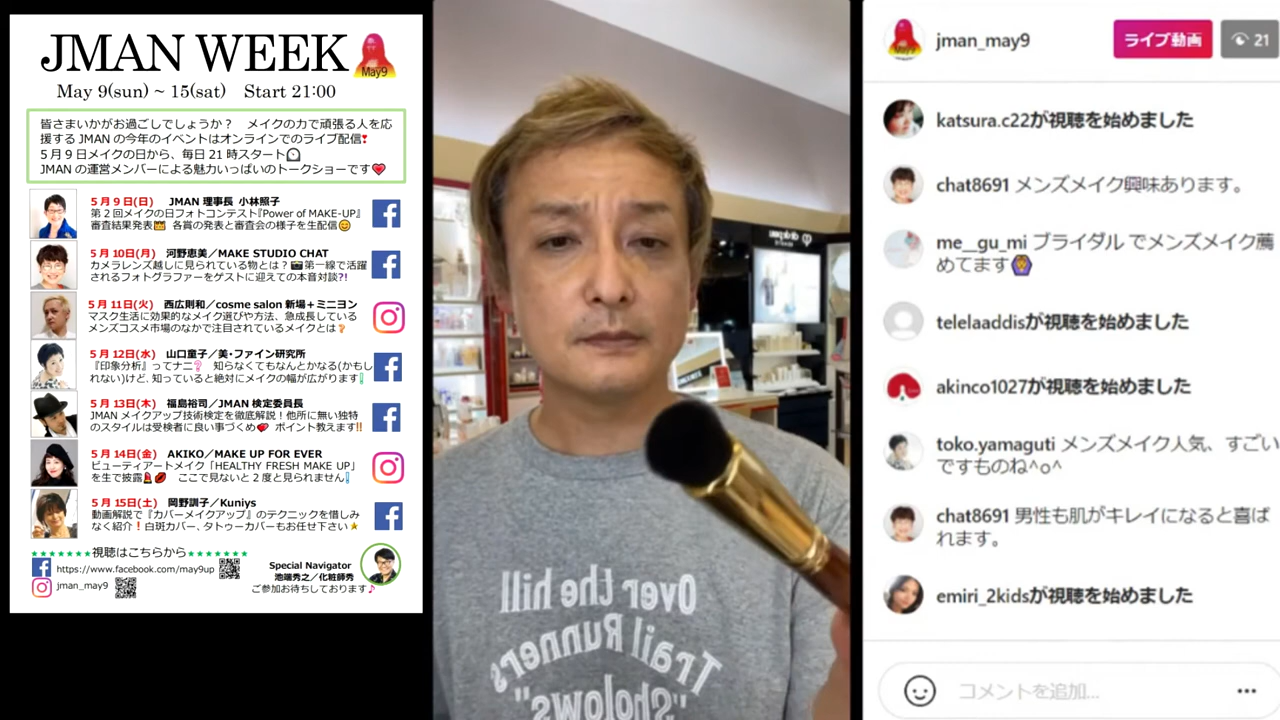 JMAN WEEK
May9
May 9(sun) ~ 15(sat) Start 21:00
皆さまいかがお過ごしでしょうか？ メイクの力で頑張る人を応
援する JMAN の今年のイベントはオンラインでのライブ配信❣
5 月 9 日メイクの日から、毎日 21 時スタート🕘
JMAN の運営メンバーによる魅力いっぱいのトークショーです❤
5 月 9 日(日) JMAN 理事長 小林照子
第 2 回メイクの日フォトコンテスト『Power of MAKE-UP』
審査結果発表👑 各賞の発表と審査会の様子を生配信😊
5 月 10日(月) 河野恵美／MAKE STUDIO CHAT
カメラレンズ越しに見られている物とは？📷第一線で活躍
されるフォトグラファーをゲストに迎えての本音対談⁈
5 月 11日(火) 西広則和／cosme salon 新場＋ミニヨン
マスク生活に効果的なメイク選びや方法、急成長している
メンズコスメ市場のなかで注目されているメイクとは❔
5 月 12日(水) 山口童子／美・ファイン研究所
『印象分析』ってナニ❔ 知らなくてもなんとかなる(かもし
れない)けど、知っていると絶対にメイクの幅が広がります❕
5 月 13日(木) 福島裕司／JMAN 検定委員長
JMAN メイクアップ技術検定を徹底解説！他所に無い独特
のスタイルは受検者に良い事づくめ💓 ポイント教えます‼
5 月 14日(金) AKIKO／MAKE UP FOR EVER
ビューティアートメイク「HEALTHY FRESH MAKE UP」
を生で披露💄💋 ここで見ないと 2 度と見られません❕
5 月 15日(土) 岡野訓子／Kuniys
動画解説で『カバーメイクアップ』のテクニックを惜しみ
なく紹介！白斑カバー、タトゥーカバーもお任せ下さい★
★★★★★★★視聴はこちらから★★★★★★★
https://www.facebook.com/may9up
jman_may9
Special Navigator
池端秀之／化粧師秀
ご参加お待ちしております♪
Over the hill
Trail Runners
"Sholows"
jman_may9
ライブ動画
21
katsura.c22が視聴を始めました
chat8691 メンズメイク興味あります。
me__gu_mi ブライダル でメンズメイク薦
めてます🙆
telelaaddisが視聴を始めました
akinco1027が視聴を始めました
toko.yamaguti メンズメイク人気、すごい
ですものね^o^
chat8691 男性も肌がキレイになると喜ば
れます。
emiri_2kidsが視聴を始めました
コメントを追加...